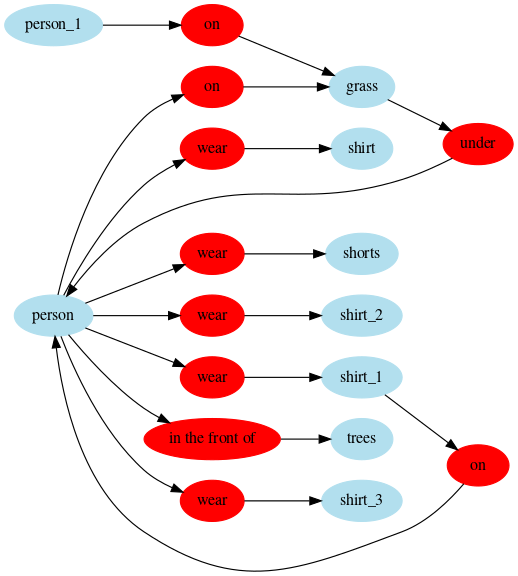 person_1
on
on
grass
wear
shirt
under
wear
shorts
person
wear
shirt_2
wear
shirt_1
in the front of
trees
on
wear
shirt_3